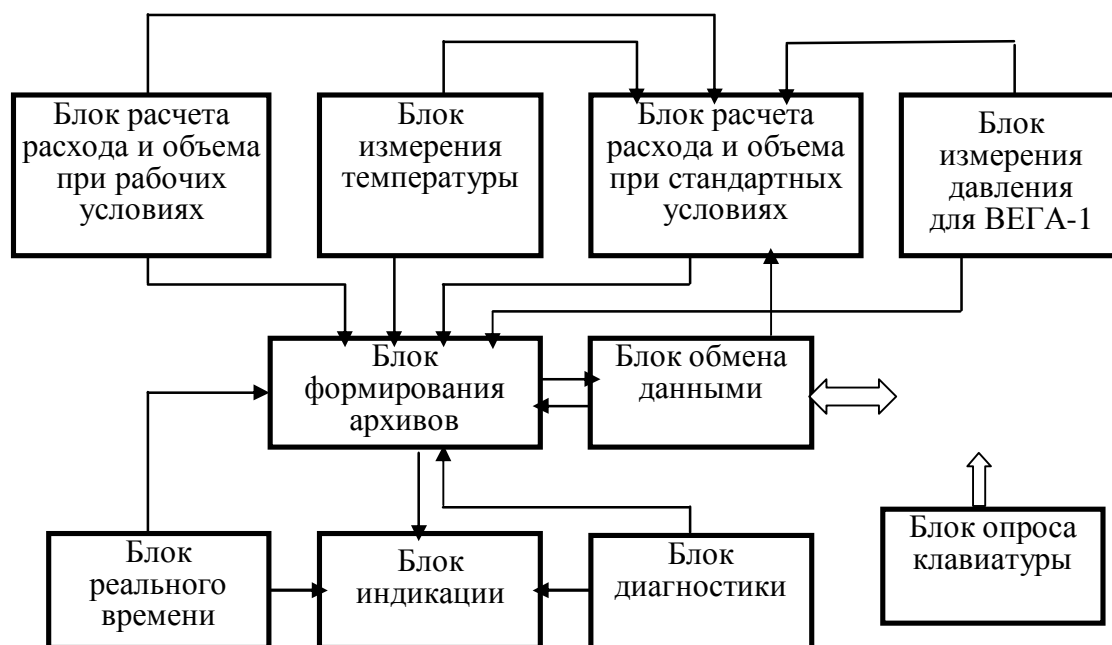 Блок расчета
расхода и объема
при рабочих
условиях
Блок
измерения
температуры
Блок расчета
расхода и объема
при стандартных
условиях
Блок
измерения
давления
для ВЕГА-1
Блок
формирования
архивов
Блок обмена
данными
Блок
реального
времени
Блок
индикации
Блок
диагностики
Блок опроса
клавиатуры